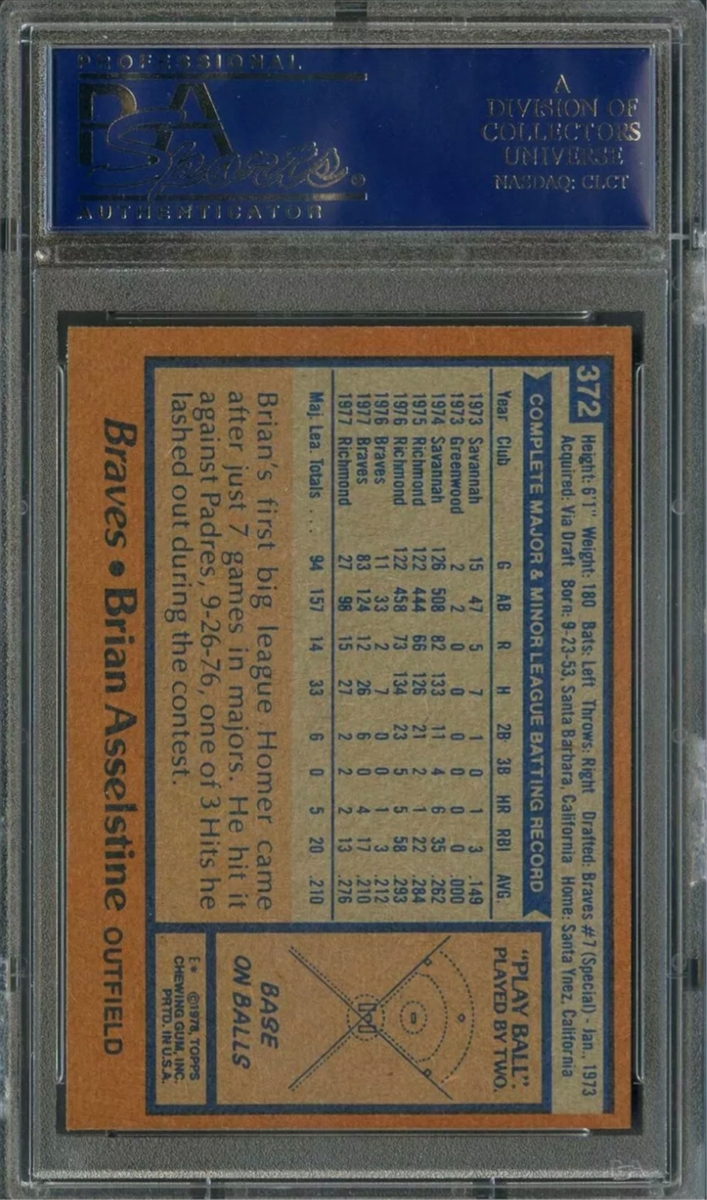 PROFESSIONAL
PSA
Sports
AUTHENTICATOR
A
DIVISION OF
COLLECTORS
UNIVERSE
NASDAQ: CLCT
372
Height: 6'1" Weight: 180 Bats: Left Throws: Right Drafted: Braves #7 (Special) - Jan., 1973
Acquired: Via Draft Born: 9-23-53, Santa Barbara, California Home: Santa Ynez, California
COMPLETE MAJOR & MINOR LEAGUE BATTING RECORD
Year Club G AB R H 2B 3B HR RBI AVG.
1973 Savannah 15 47 5 7 1 0 1 3 .149
1973 Greenwood 2 2 0 0 0 0 0 0 .000
1974 Savannah 126 508 82 133 11 4 6 35 .262
1975 Richmond 122 444 66 126 21 2 1 22 .284
1976 Richmond 122 458 73 134 23 5 5 58 .293
1976 Braves 11 33 2 7 0 0 1 3 .212
1977 Braves 83 124 12 26 6 0 4 17 .210
1977 Richmond 27 98 15 27 2 2 2 13 .276
Maj. Lea. Totals ... 94 157 14 33 6 0 5 20 .210
Brian's first big league Homer came
after just 7 games in majors. He hit it
against Padres, 9-26-76, one of 3 Hits he
lashed out during the contest.
"PLAY BALL":
PLAYED BY TWO.
BASE
ON BALLS
E* ©1978, TOPPS
CHEWING GUM, INC.
PRTD. IN U.S.A.
Braves • Brian Asselstine OUTFIELD